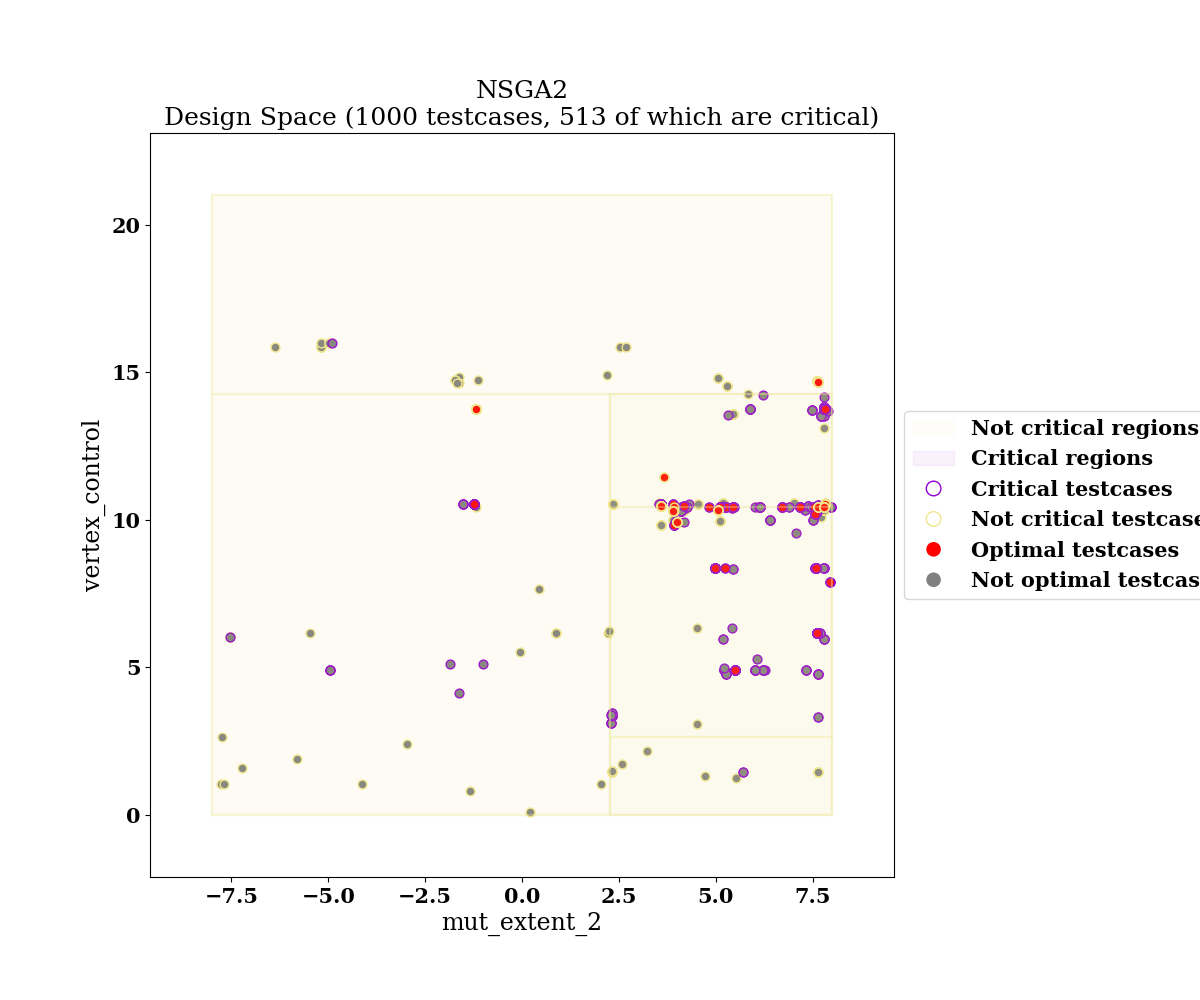 NSGA2
Design Space (1000 testcases, 513 of which are critical)
vertex_control
20
15
10
5
0
−7.5 −5.0 −2.5 0.0 2.5 5.0 7.5
mut_extent_2
Not critical regions
Critical regions
Critical testcases
Not critical testcase
Optimal testcases
Not optimal testcas